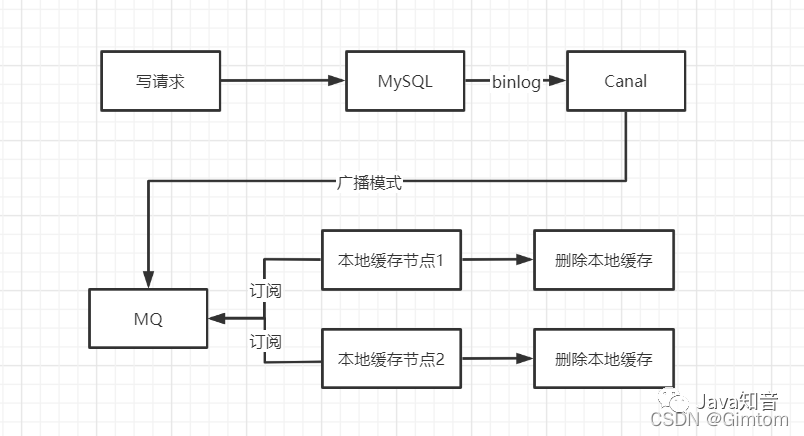 写请求
MySQL
binlog
Canal
广播模式
本地缓存节点1
删除本地缓存
订阅
MQ
订阅
本地缓存节点2
删除本地缓存
Java知音
CSDN @Gimtom